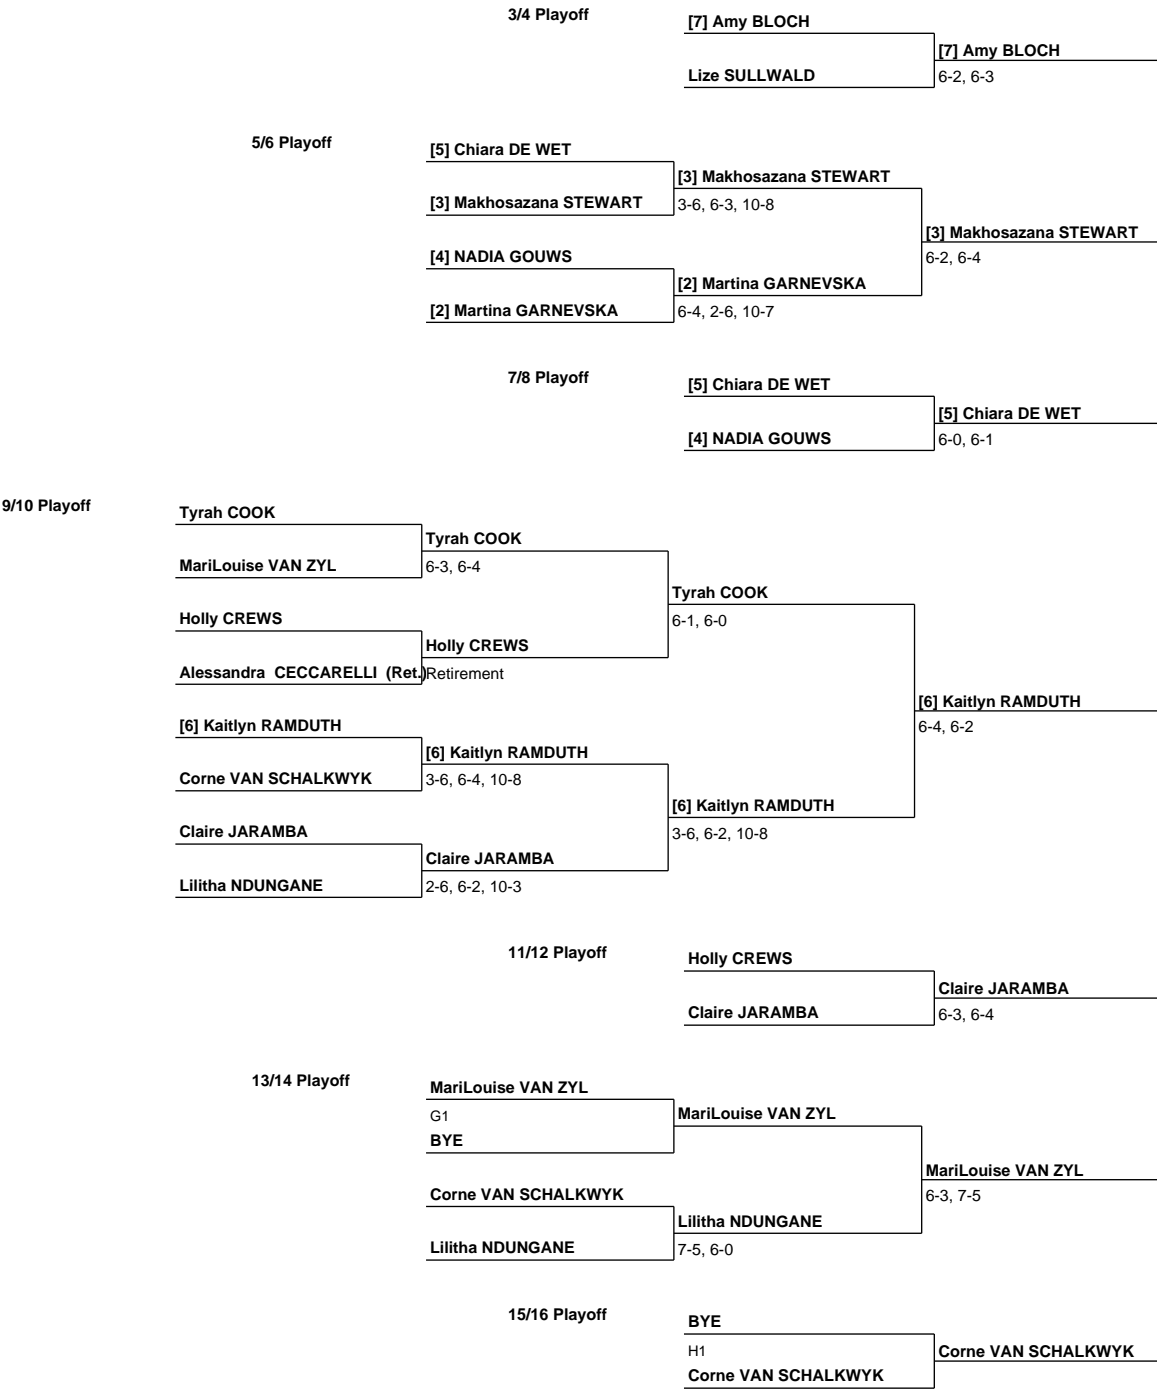 3/4 Playoff
[7] Amy BLOCH
[7] Amy BLOCH
Lize SULLWALD
6-2, 6-3
5/6 Playoff
[5] Chiara DE WET
[3] Makhosazana STEWART
[3] Makhosazana STEWART
3-6, 6-3, 10-8
[3] Makhosazana STEWART
[4] NADIA GOUWS
6-2, 6-4
[2] Martina GARNEVSKA
[2] Martina GARNEVSKA
6-4, 2-6, 10-7
7/8 Playoff
[5] Chiara DE WET
[5] Chiara DE WET
[4] NADIA GOUWS
6-0, 6-1
9/10 Playoff
Tyrah COOK
Tyrah COOK
MariLouise VAN ZYL
6-3, 6-4
Tyrah COOK
Holly CREWS
6-1, 6-0
Holly CREWS
Alessandra CECCARELLI (Ret.)
Retirement
[6] Kaitlyn RAMDUTH
6-4, 6-2
[6] Kaitlyn RAMDUTH
[6] Kaitlyn RAMDUTH
Corne VAN SCHALKWYK
3-6, 6-4, 10-8
[6] Kaitlyn RAMDUTH
Claire JARAMBA
3-6, 6-2, 10-8
Claire JARAMBA
Lilitha NDUNGANE
2-6, 6-2, 10-3
11/12 Playoff
Holly CREWS
Claire JARAMBA
Claire JARAMBA
6-3, 6-4
13/14 Playoff
MariLouise VAN ZYL
G1
MariLouise VAN ZYL
BYE
MariLouise VAN ZYL
Corne VAN SCHALKWYK
6-3, 7-5
Lilitha NDUNGANE
Lilitha NDUNGANE
7-5, 6-0
15/16 Playoff
BYE
H1
Corne VAN SCHALKWYK
Corne VAN SCHALKWYK